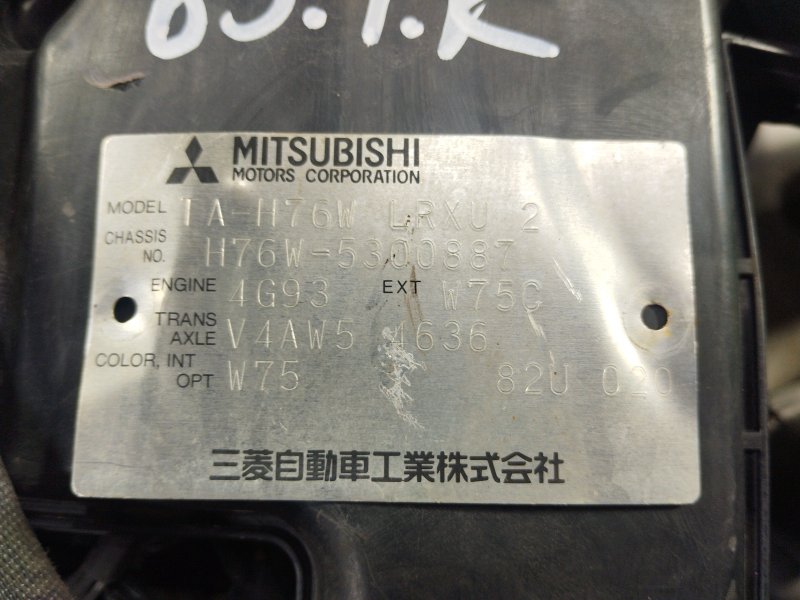 MITSUBISHI
MOTORS CORPORATION
MODEL TA-H76W LRXU 2
CHASSIS NO. H76W-5300887
ENGINE 4G93 EXT W75C
TRANS AXLE V4AW5 4636
COLOR, INT OPT W75 82U 020
三菱自動車工業株式会社